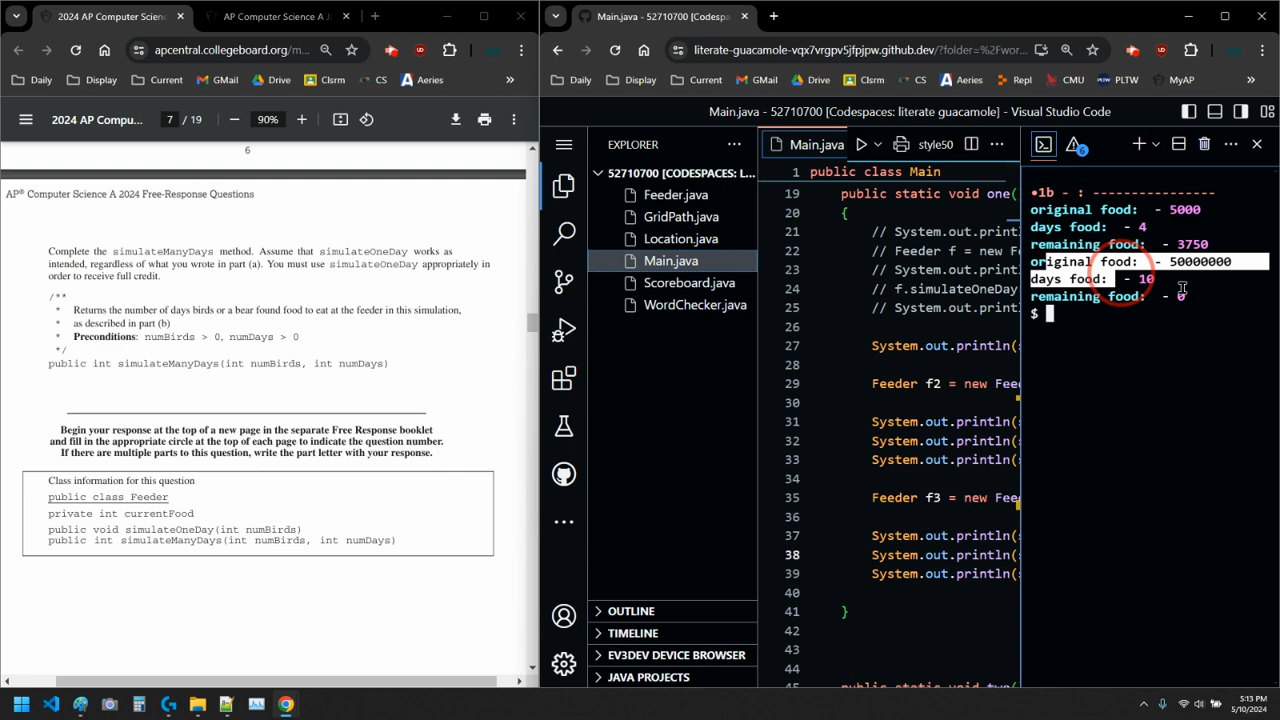 2024 AP Computer Scienc
AP Computer Science A Ja
Main.java - 52710700 [Codespac
apcentral.collegeboard.org/m...
literate-guacamole-vqx7vrgpv5jfpjpw.github.dev/?folder=%2Fwor...
Daily
Display
Current
GMail
Drive
Clsrm
CS
Aeries
»
Daily
Display
Current
GMail
Drive
Clsrm
CS
Aeries
Repl
CMU
PLTW
MyAP
»
2024 AP Compu...
7 / 19
90%
Main.java - 52710700 [Codespaces: literate guacamole] - Visual Studio Code
6
AP® Computer Science A 2024 Free-Response Questions
Complete the simulateManyDays method. Assume that simulateOneDay works as
intended, regardless of what you wrote in part (a). You must use simulateOneDay appropriately in
order to receive full credit.
/**
* Returns the number of days birds or a bear found food to eat at the feeder in this simulation,
* as described in part (b)
* Preconditions: numBirds > 0, numDays > 0
*/
public int simulateManyDays(int numBirds, int numDays)
Begin your response at the top of a new page in the separate Free Response booklet
and fill in the appropriate circle at the top of each page to indicate the question number.
If there are multiple parts to this question, write the part letter with your response.
Class information for this question
public class Feeder
private int currentFood
public void simulateOneDay(int numBirds)
public int simulateManyDays(int numBirds, int numDays)
EXPLORER
52710700 [CODESPACES: L...
Feeder.java
GridPath.java
Location.java
Main.java
Scoreboard.java
WordChecker.java
OUTLINE
TIMELINE
EV3DEV DEVICE BROWSER
JAVA PROJECTS
Main.java
style50
1 public class Main
19 public static void one(
20 {
21 // System.out.printl
22 // Feeder f = new Fe
23 // System.out.printl
24 // f.simulateOneDay
25 // System.out.printl
26
27 System.out.println(
28
29 Feeder f2 = new Fee
30
31 System.out.println(
32 System.out.println(
33 System.out.println(
34
35 Feeder f3 = new Fee
36
37 System.out.println(
38 System.out.println(
39 System.out.println(
40
41 }
42
43
44
45 public static void two(
6
1b - : -----------------
original food: - 5000
days food: - 4
remaining food: - 3750
original food: - 50000000
days food: - 10
remaining food: - 0
$
5:13 PM
5/10/2024